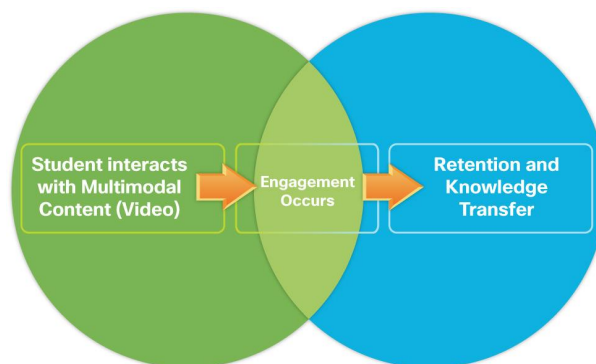 Student interacts
with Multimodal
Content (Video)
Engagement
Occurs
Retention and
Knowledge
Transfer